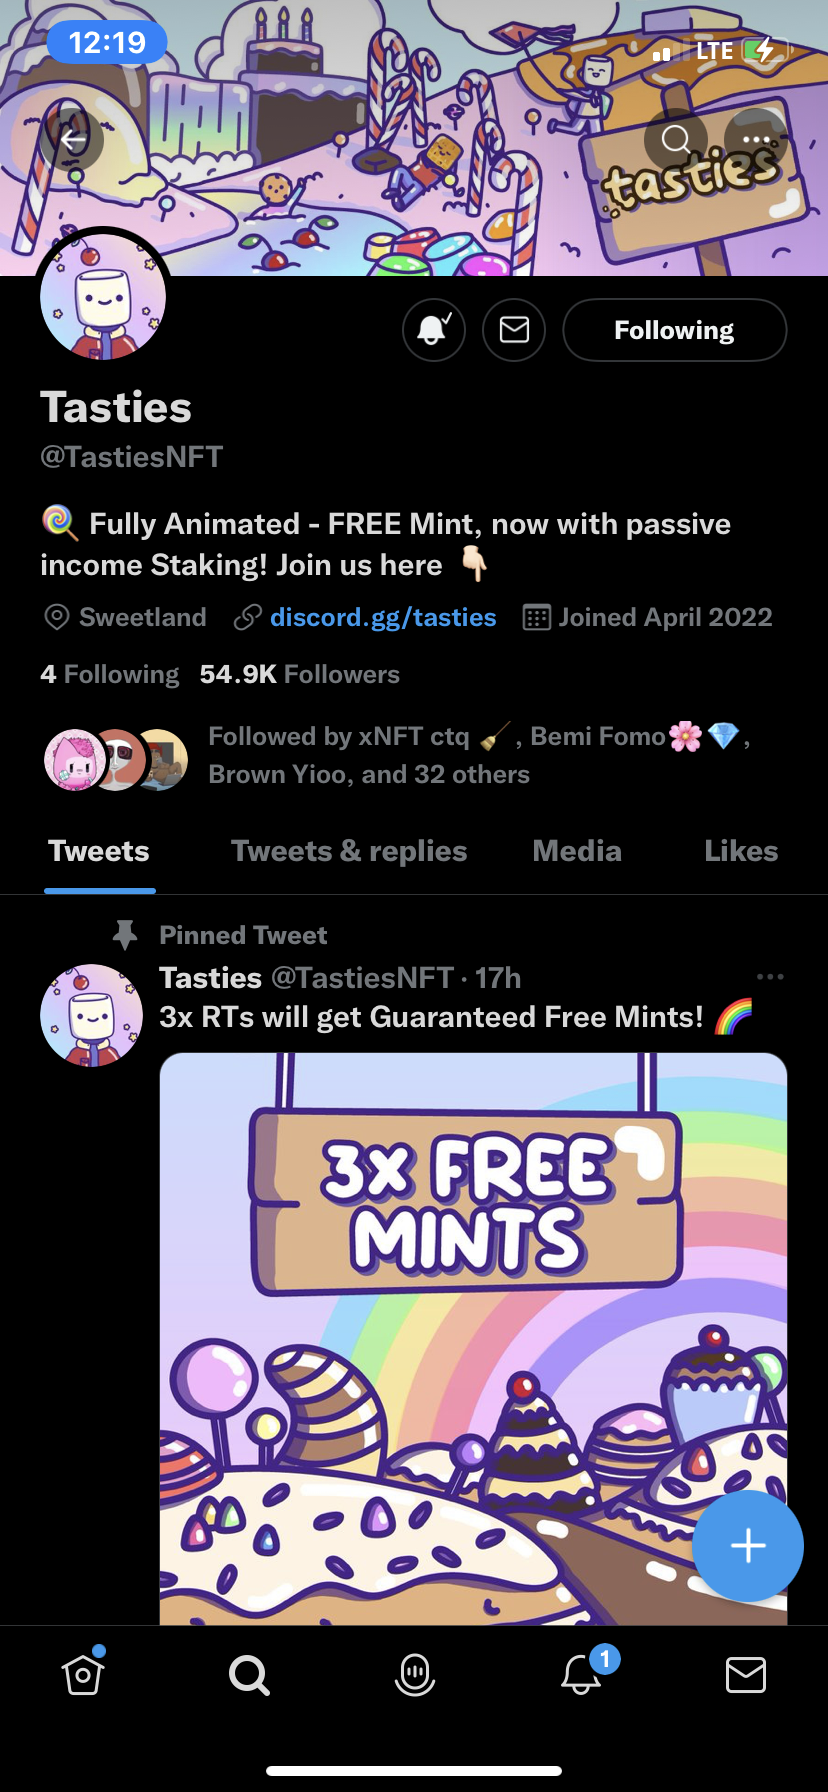 12:19
LTE
tasties
Following
Tasties
@TastiesNFT
🍭 Fully Animated - FREE Mint, now with passive
income Staking! Join us here 👇🏻
Sweetland discord.gg/tasties Joined April 2022
4 Following 54.9K Followers
Followed by xNFT ctq 🧹, Bemi Fomo🌸💎,
Brown Yioo, and 32 others
Tweets Tweets & replies Media Likes
Pinned Tweet
Tasties @TastiesNFT · 17h
3x RTs will get Guaranteed Free Mints! 🌈
3X FREE
MINTS
1